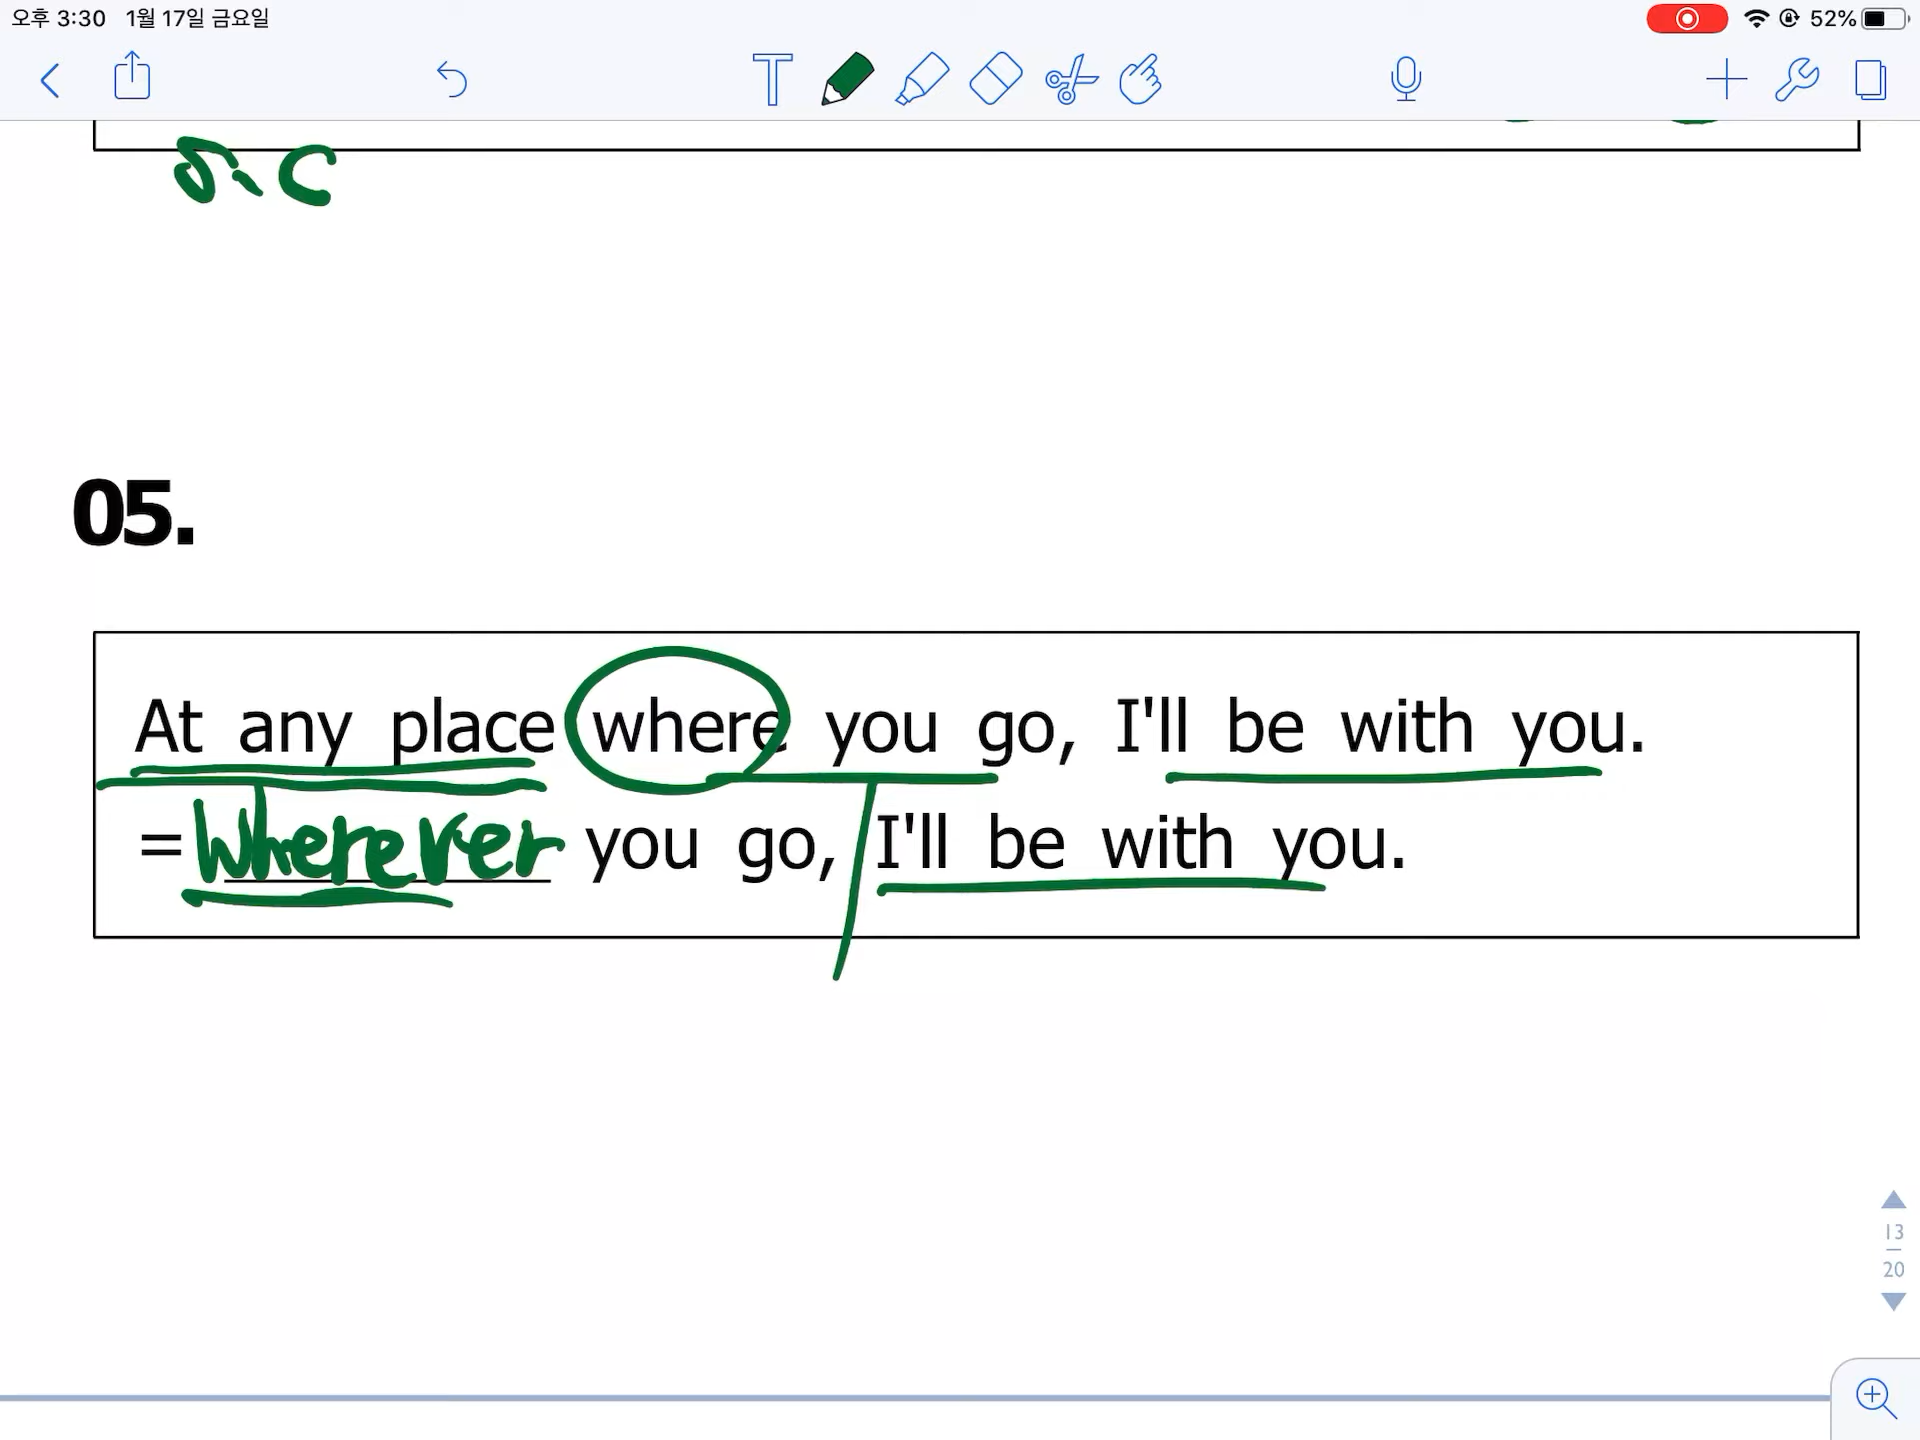 오후 3:30 1월 17일 금요일 52%
05.
At any place where you go, I'll be with you.
= Wherever you go, I'll be with you.
13
20